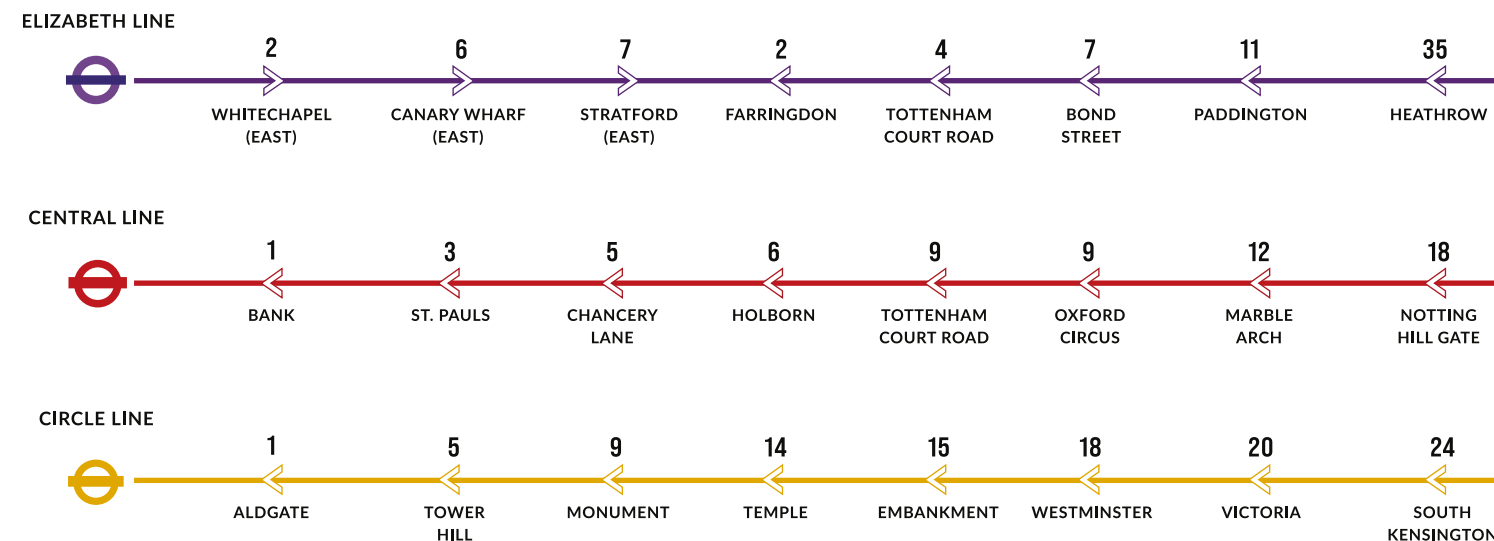 ELIZABETH LINE
2 6 7 2 4 7 11 35
WHITECHAPEL CANARY WHARF STRATFORD FARRINGDON TOTTENHAM BOND PADDINGTON HEATHROW
(EAST) (EAST) (EAST) COURT ROAD STREET
CENTRAL LINE
1 3 5 6 9 9 12 18
BANK ST. PAULS CHANCERY HOLBORN TOTTENHAM OXFORD MARBLE NOTTING
LANE COURT ROAD CIRCUS ARCH HILL GATE
CIRCLE LINE
1 5 9 14 15 18 20 24
ALDGATE TOWER MONUMENT TEMPLE EMBANKMENT WESTMINSTER VICTORIA SOUTH
HILL KENSINGTON